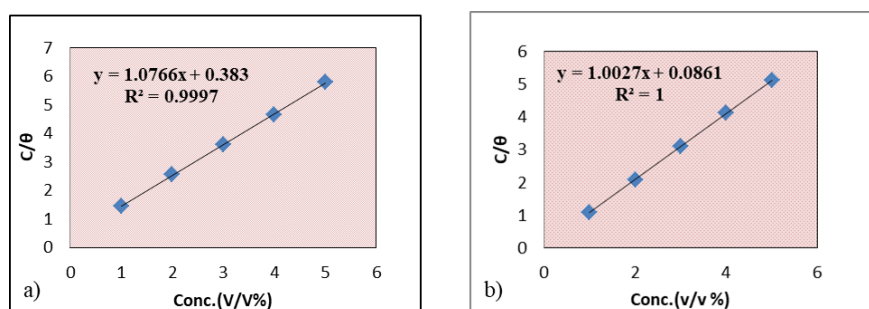 7
6
5
4
3
2
1
0
C/θ
y = 1.0766x + 0.383
R² = 0.9997
0 1 2 3 4 5 6
Conc.(V/V%)
a)
6
5
4
3
2
1
0
C/θ
y = 1.0027x + 0.0861
R² = 1
0 2 4 6
Conc.(v/v %)
b)